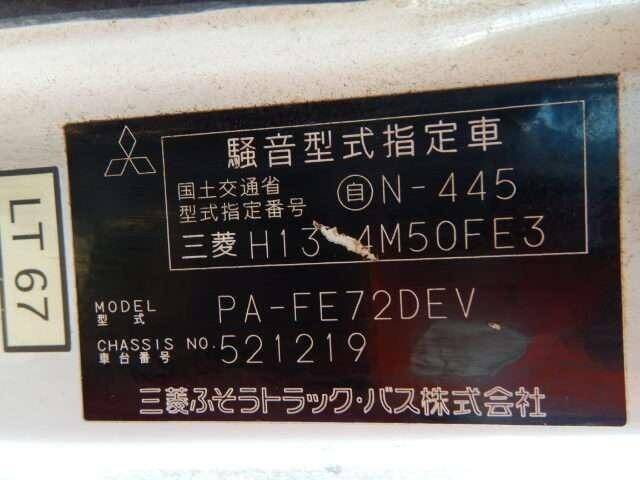 騒音型式指定車
国土交通省
型式指定番号 自N-445
三菱 H13 4M50FE3
LT 67
MODEL
型式 PA-FE72DEV
CHASSIS NO.
車台番号 521219
三菱ふそうトラック・バス株式会社